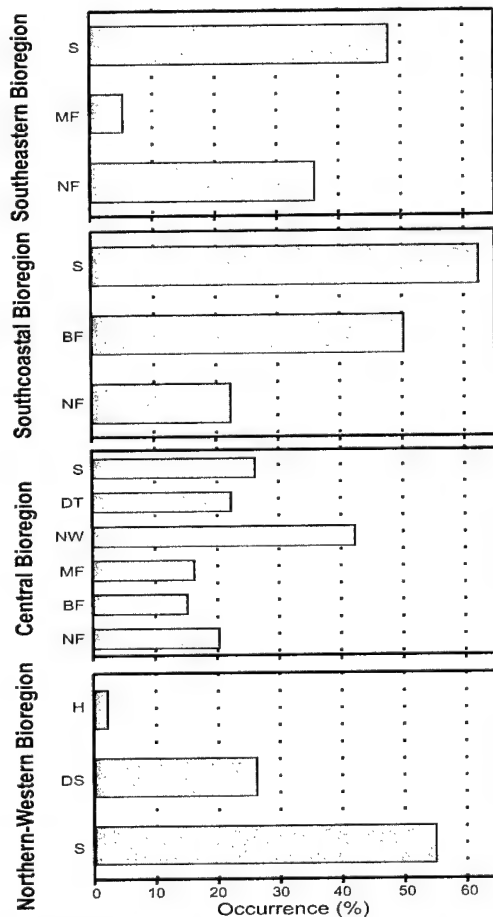 Southeastern Bioregion
S
MF
NF
Southcoastal Bioregion
S
BF
NF
Central Bioregion
S
DT
NW
MF
BF
NF
Northern-Western Bioregion
H
DS
S
0 10 20 30 40 50 60
Occurrence (%)